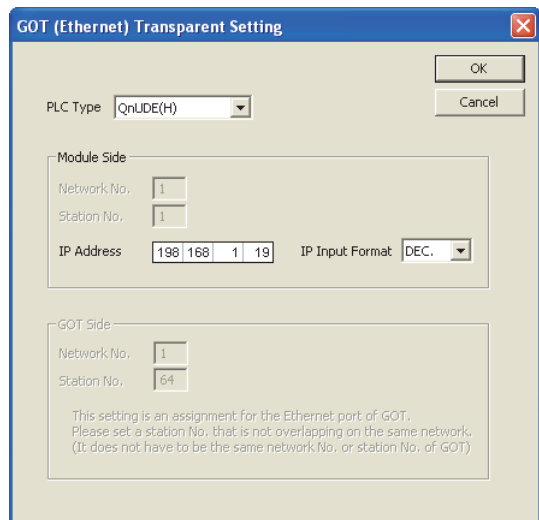 GOT (Ethernet) Transparent Setting
OK
PLC Type QnUDE(H)
Cancel
Module Side
Network No. 1
Station No. 1
IP Address 198 168 1 19 IP Input Format DEC.
GOT Side
Network No. 1
Station No. 64
This setting is an assignment for the Ethernet port of GOT.
Please set a station No. that is not overlapping on the same network.
(It does not have to be the same network No. or station No. of GOT)